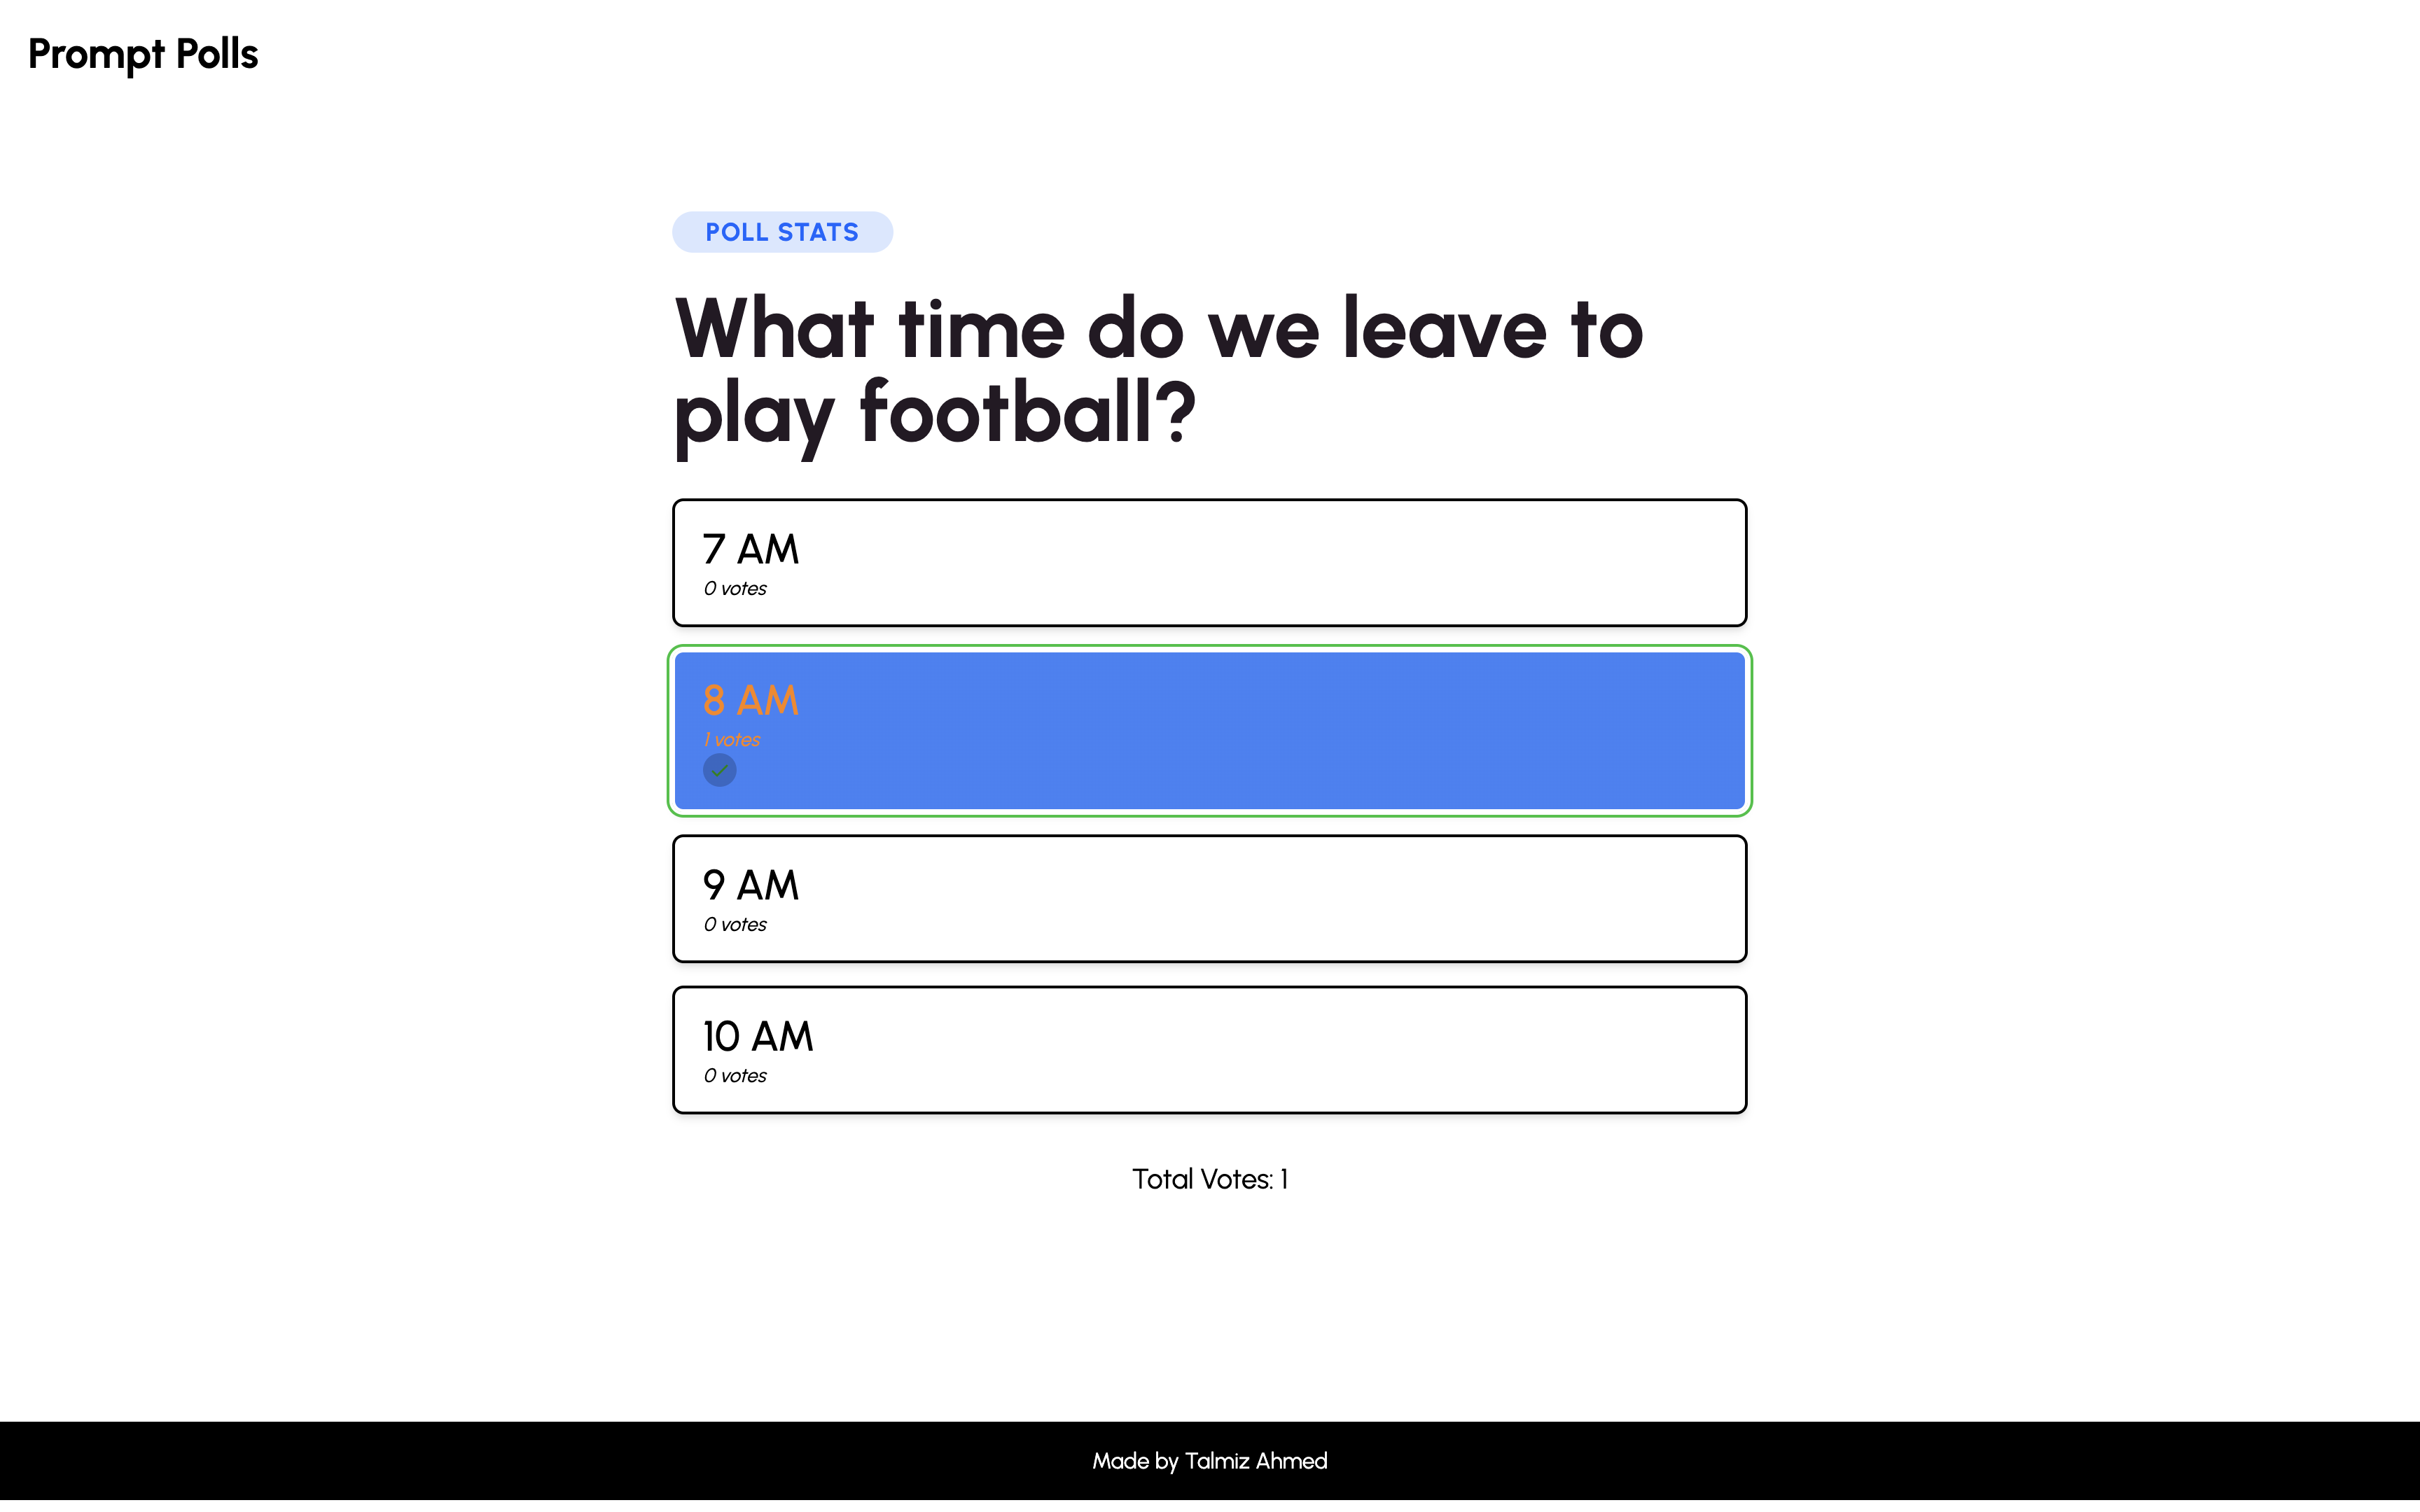 Prompt Polls
POLL STATS
What time do we leave to
play football?
7 AM
0 votes
8 AM
1 votes
9 AM
0 votes
10 AM
0 votes
Total Votes: 1
Made by Talmiz Ahmed